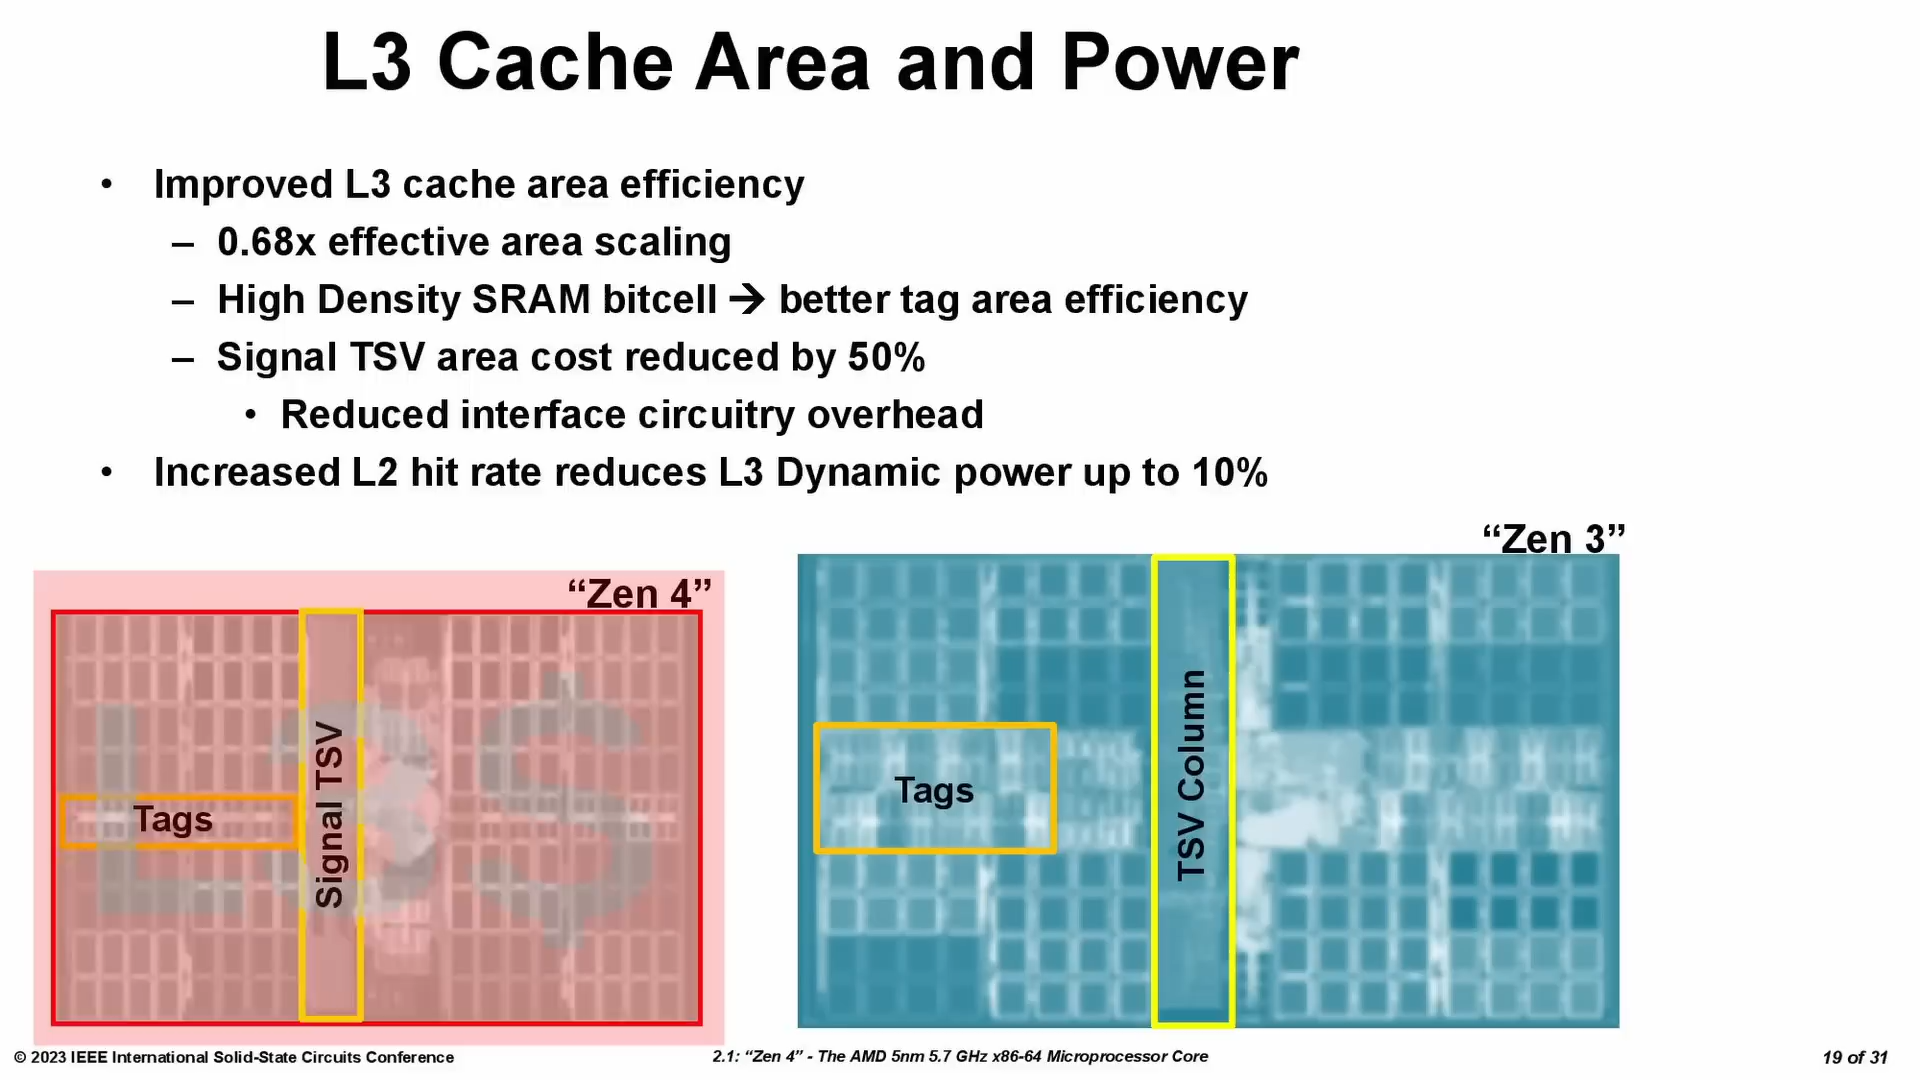 L3 Cache Area and Power
• Improved L3 cache area efficiency
– 0.68x effective area scaling
– High Density SRAM bitcell → better tag area efficiency
– Signal TSV area cost reduced by 50%
• Reduced interface circuitry overhead
• Increased L2 hit rate reduces L3 Dynamic power up to 10%
“Zen 4”
L3$
Tags
Signal TSV
“Zen 3”
Tags
TSV Column
© 2023 IEEE International Solid-State Circuits Conference
2.1: “Zen 4” - The AMD 5nm 5.7 GHz x86-64 Microprocessor Core
19 of 31